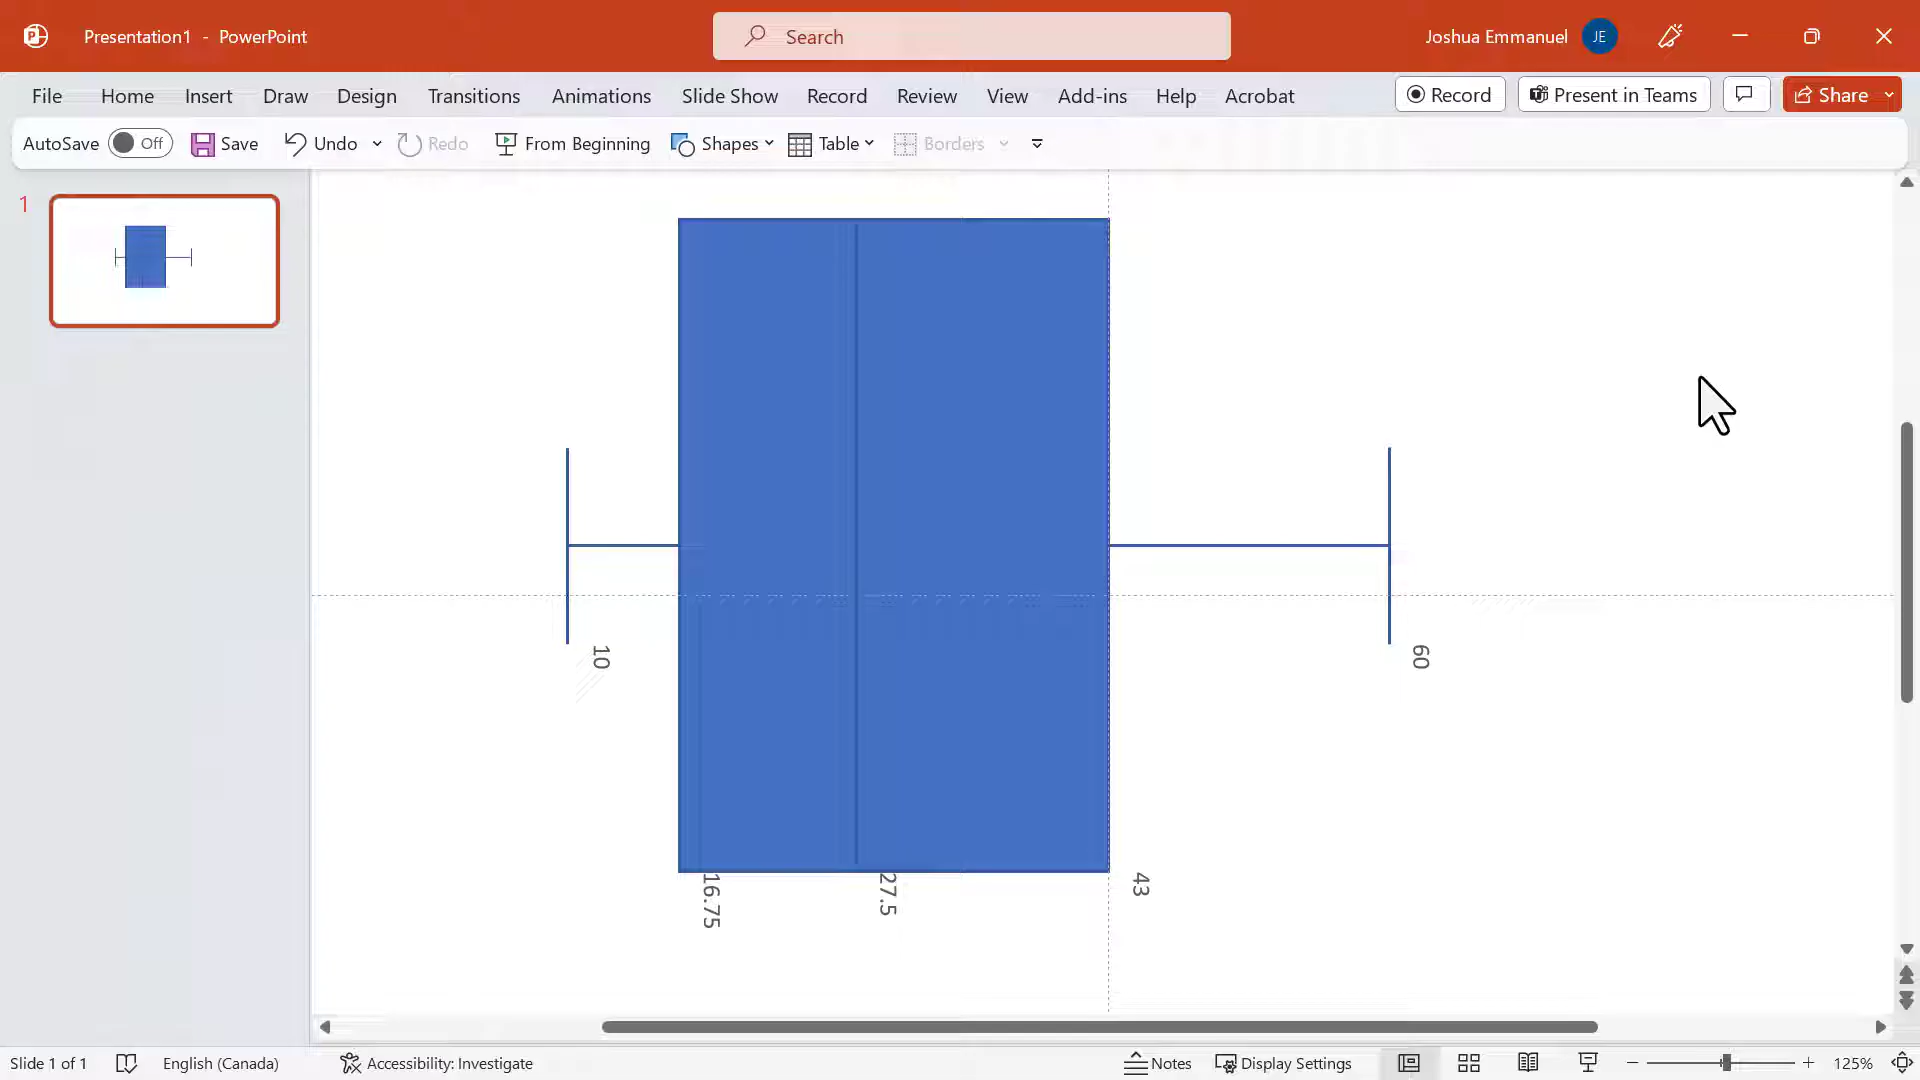 Presentation1 - PowerPoint
Search
Joshua Emmanuel
JE
File Home Insert Draw Design Transitions Animations Slide Show Record Review View Add-ins Help Acrobat
Record
Present in Teams
Share
AutoSave Off Save Undo Redo From Beginning Shapes Table Borders
1
10
60
16.75
27.5
43
Slide 1 of 1 English (Canada) Accessibility: Investigate Notes Display Settings 125%